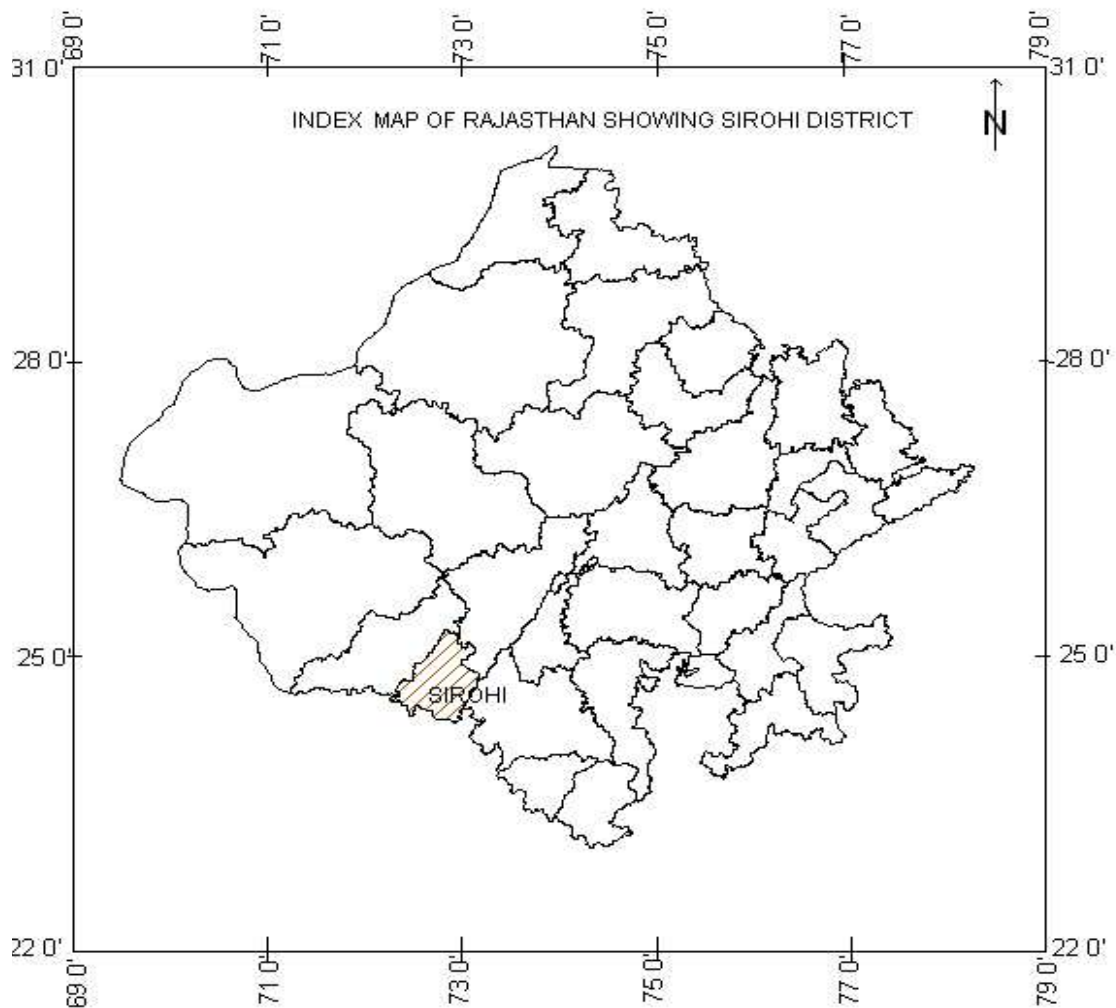 69 0' 71 0' 73 0' 75 0' 77 0' 79 0'
31 0' 31 0'
INDEX MAP OF RAJASTHAN SHOWING SIROHI DISTRICT
N
28 0' 28 0'
25 0' 25 0'
SIROHI
22 0' 22 0'
69 0' 71 0' 73 0' 75 0' 77 0' 79 0'